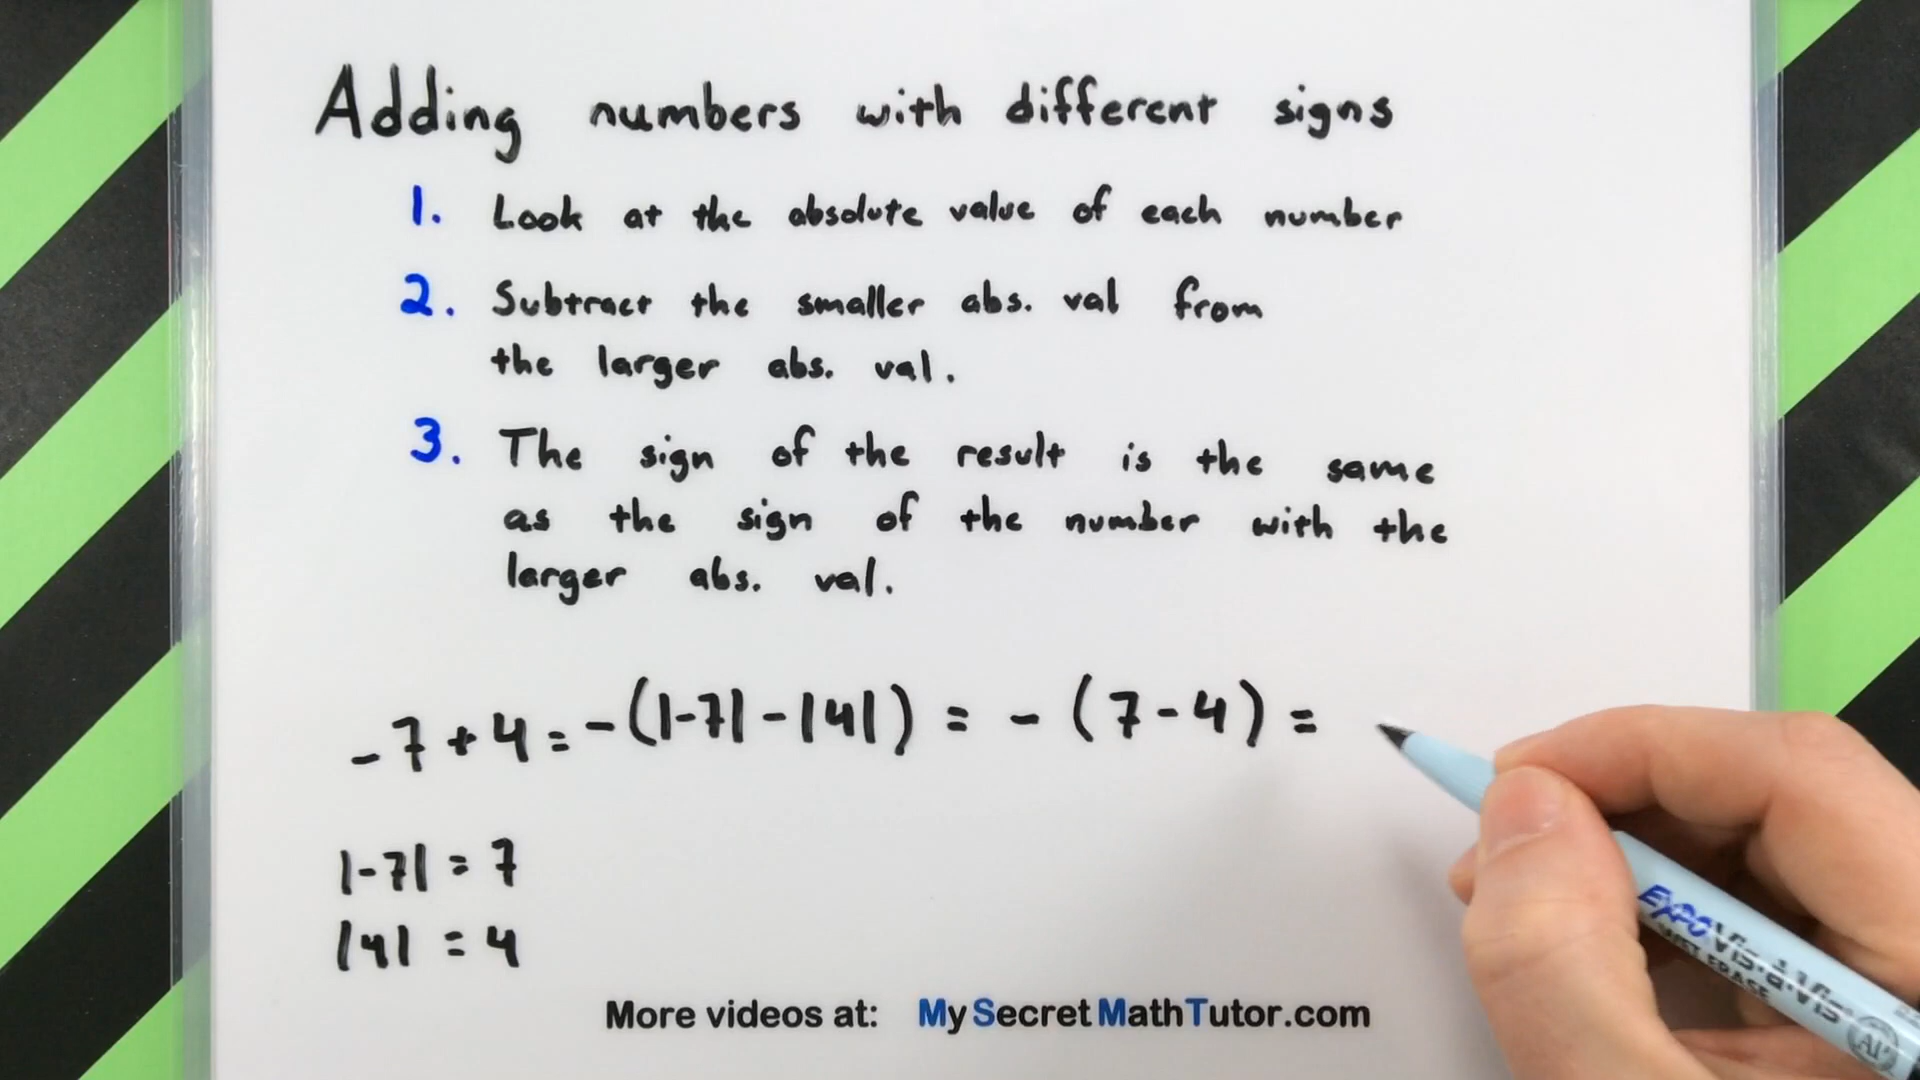 Adding numbers with different signs
1. Look at the absolute value of each number
2. Subtract the smaller abs. val from
the larger abs. val.
3. The sign of the result is the same
as the sign of the number with the
larger abs. val.
-7+4=-(|-7|-|4|) = -(7-4) =
|-7| = 7
|4| = 4
More videos at: MySecretMathTutor.com
EXPO Vis-à-Vis
WET ERASE
AP